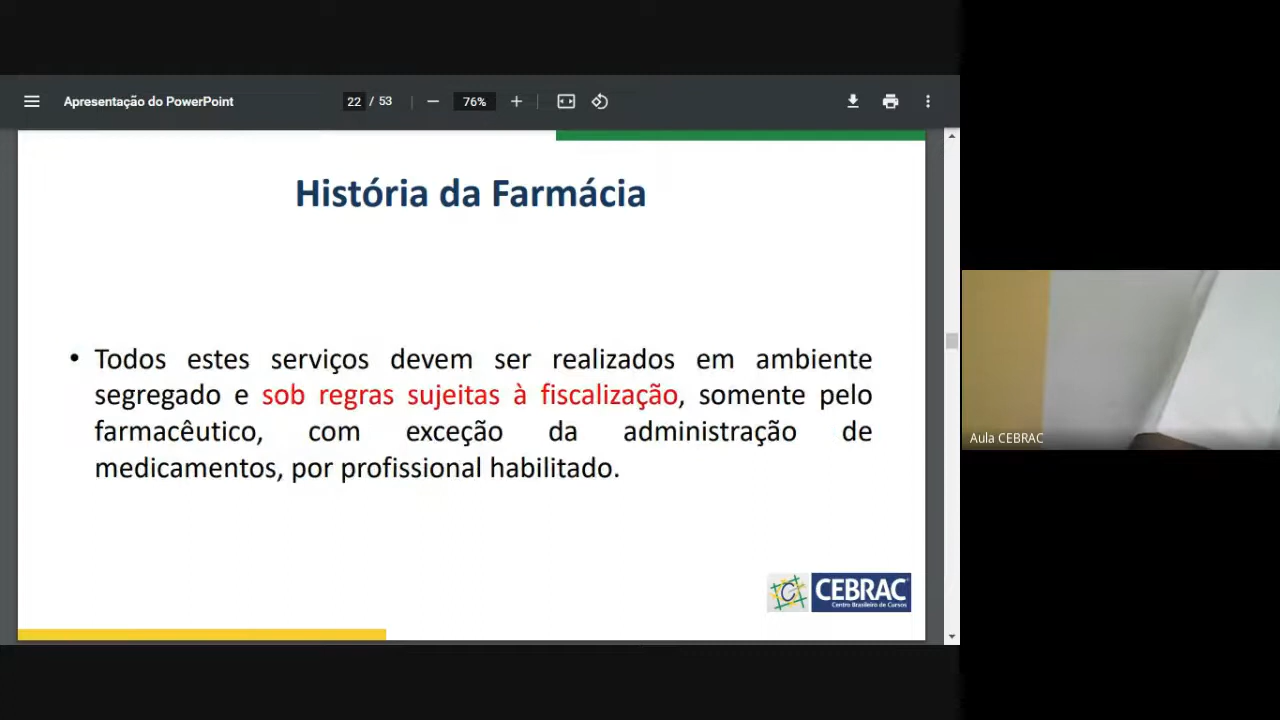 Apresentação do PowerPoint
22 / 53
76%
História da Farmácia
• Todos estes serviços devem ser realizados em ambiente
segregado e sob regras sujeitas à fiscalização, somente pelo
farmacêutico, com exceção da administração de
medicamentos, por profissional habilitado.
C CEBRAC
Centro Brasileiro de Cursos
Aula CEBRAC